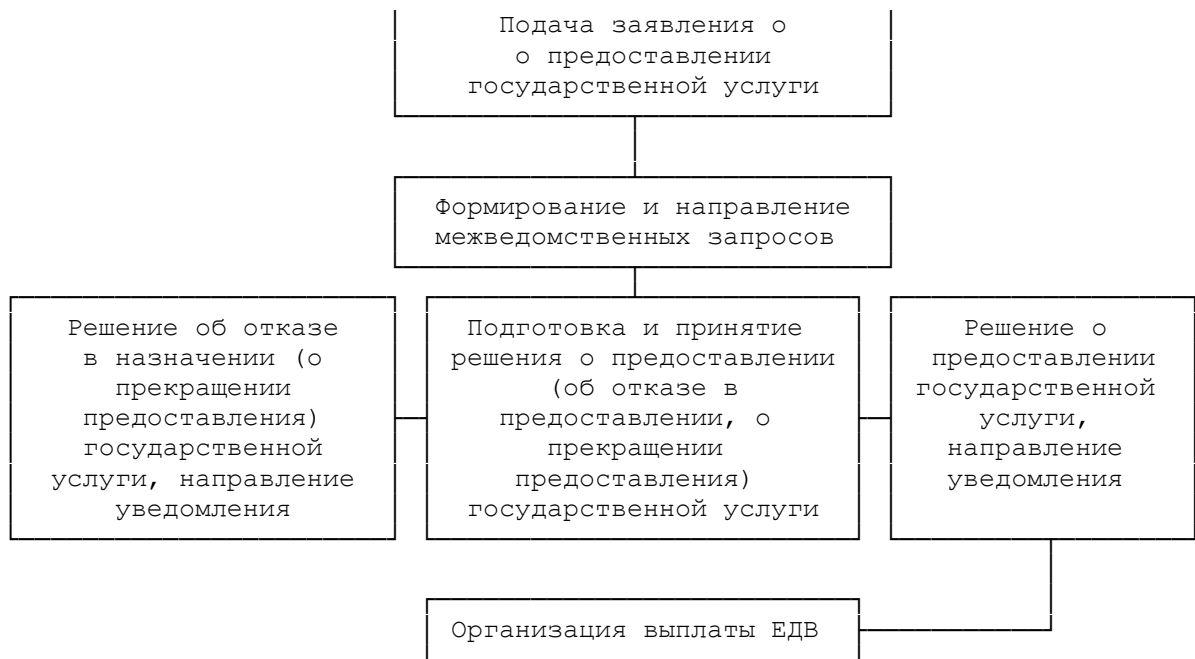 Подача заявления о
о предоставлении
государственной услуги
Формирование и направление
межведомственных запросов
Решение об отказе
в назначении (о
прекращении
предоставления)
государственной
услуги, направление
уведомления
Подготовка и принятие
решения о предоставлении
(об отказе в
предоставлении, о
прекращении
предоставления)
государственной услуги
Решение о
предоставлении
государственной
услуги,
направление
уведомления
Организация выплаты ЕДВ